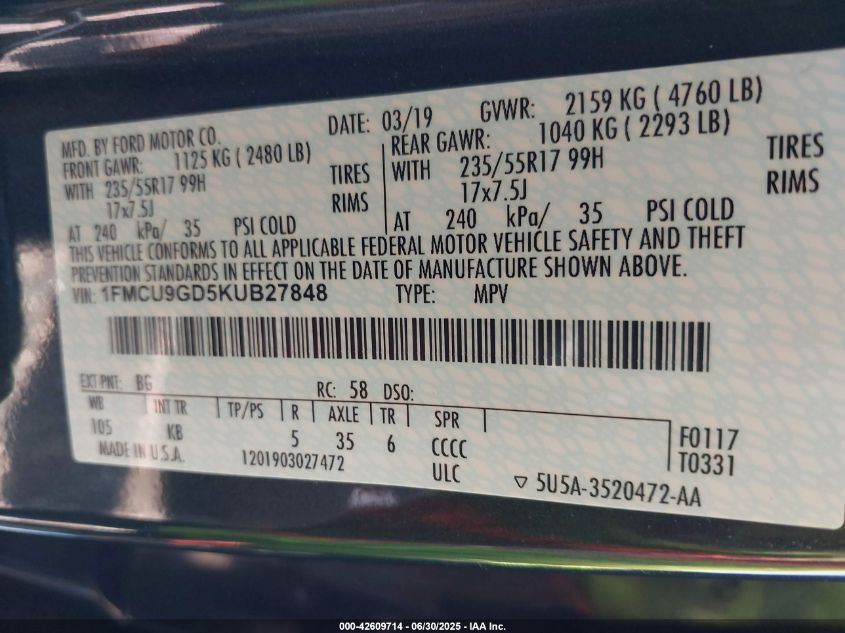 MFD. BY FORD MOTOR CO. DATE: 03/19 GVWR: 2159 KG ( 4760 LB)
FRONT GAWR: 1125 KG ( 2480 LB) REAR GAWR: 1040 KG ( 2293 LB)
WITH 235/55R17 99H TIRES WITH 235/55R17 99H TIRES
17x7.5J RIMS 17x7.5J RIMS
AT 240 kPa/ 35 PSI COLD AT 240 kPa/ 35 PSI COLD
THIS VEHICLE CONFORMS TO ALL APPLICABLE FEDERAL MOTOR VEHICLE SAFETY AND THEFT
PREVENTION STANDARDS IN EFFECT ON THE DATE OF MANUFACTURE SHOWN ABOVE.
VIN: 1FMCU9GD5KUB27848 TYPE: MPV
EXT PNT: BG RC: 58 DSO:
WB INT TR TP/PS R AXLE TR SPR
105 KB 5 35 6 CCCC F0117
MADE IN U.S.A. 1201903027472 ULC T0331
▽ 5U5A-3520472-AA
000-42609714 - 06/30/2025 - IAA Inc.